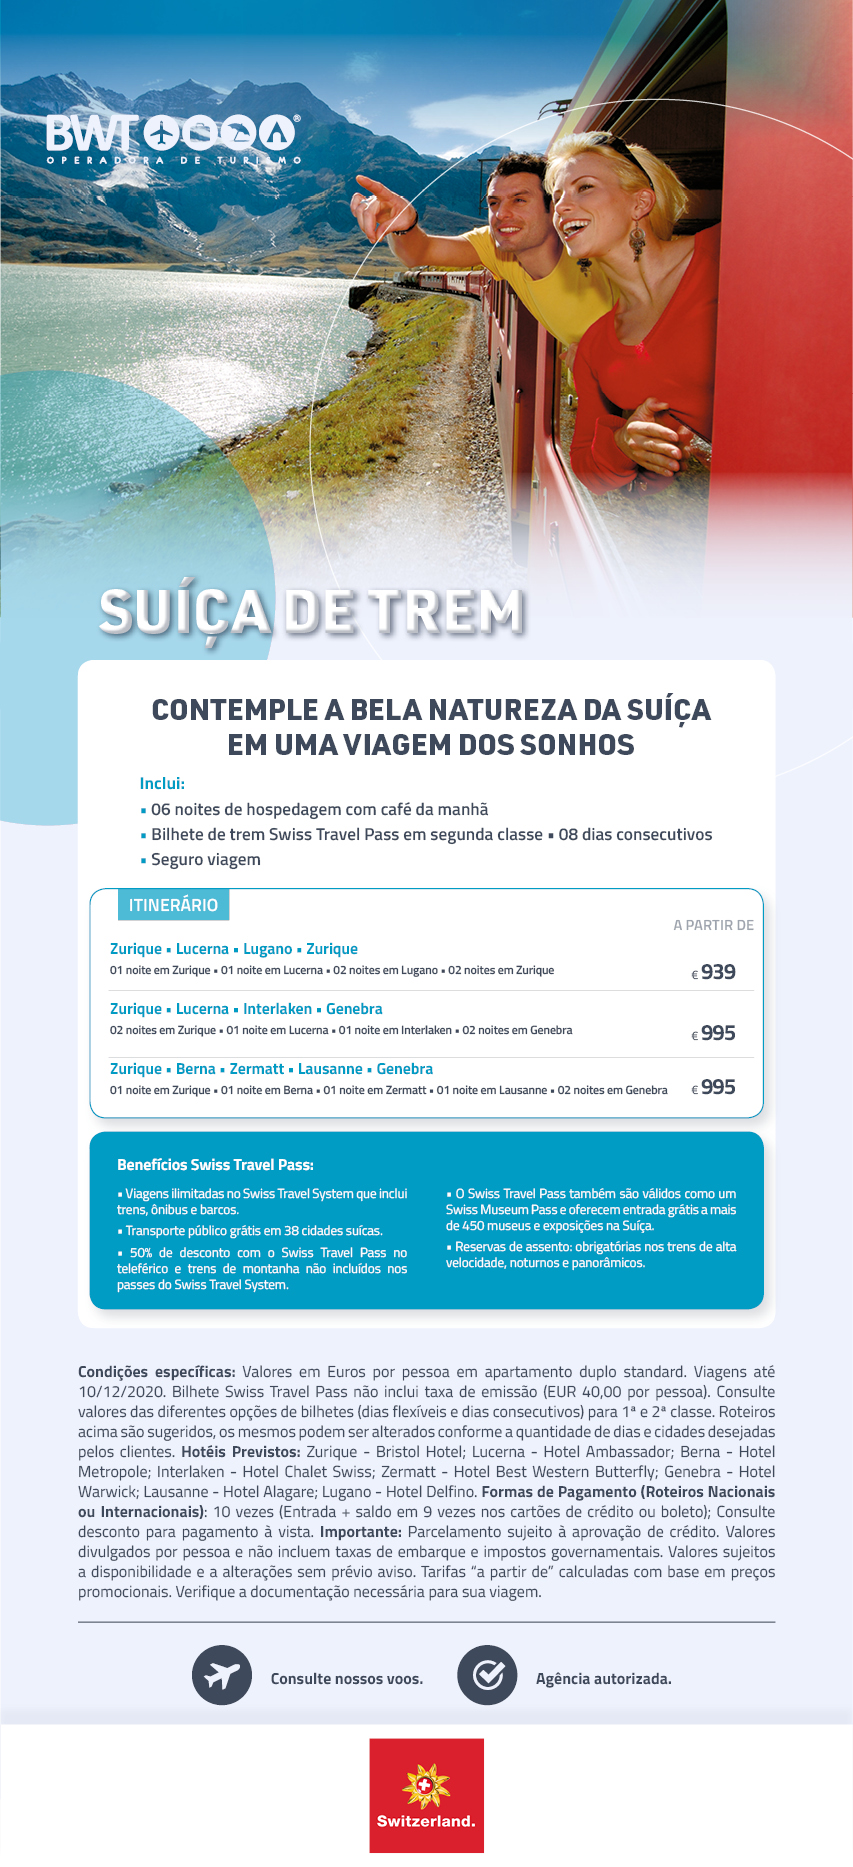 BWT®
OPERADORA DE TURISMO
SUÍÇA DE TREM
CONTEMPLE A BELA NATUREZA DA SUÍÇA
EM UMA VIAGEM DOS SONHOS
Inclui:
▪ 06 noites de hospedagem com café da manhã
▪ Bilhete de trem Swiss Travel Pass em segunda classe ▪ 08 dias consecutivos
▪ Seguro viagem
ITINERÁRIO
A PARTIR DE
Zurique ▪ Lucerna ▪ Lugano ▪ Zurique
01 noite em Zurique ▪ 01 noite em Lucerna ▪ 02 noites em Lugano ▪ 02 noites em Zurique
€ 939
Zurique ▪ Lucerna ▪ Interlaken ▪ Genebra
02 noites em Zurique ▪ 01 noite em Lucerna ▪ 01 noite em Interlaken ▪ 02 noites em Genebra
€ 995
Zurique ▪ Berna ▪ Zermatt ▪ Lausanne ▪ Genebra
01 noite em Zurique ▪ 01 noite em Berna ▪ 01 noite em Zermatt ▪ 01 noite em Lausanne ▪ 02 noites em Genebra
€ 995
Benefícios Swiss Travel Pass:
▪ Viagens ilimitadas no Swiss Travel System que inclui
trens, ônibus e barcos.
▪ Transporte público grátis em 38 cidades suícas.
▪ 50% de desconto com o Swiss Travel Pass no
teleférico e trens de montanha não incluídos nos
passes do Swiss Travel System.
▪ O Swiss Travel Pass também são válidos como um
Swiss Museum Pass e oferecem entrada grátis a mais
de 450 museus e exposições na Suíça.
▪ Reservas de assento: obrigatórias nos trens de alta
velocidade, noturnos e panorâmicos.
Condições específicas: Valores em Euros por pessoa em apartamento duplo standard. Viagens até
10/12/2020. Bilhete Swiss Travel Pass não inclui taxa de emissão (EUR 40,00 por pessoa). Consulte
valores das diferentes opções de bilhetes (dias flexíveis e dias consecutivos) para 1ª e 2ª classe. Roteiros
acima são sugeridos, os mesmos podem ser alterados conforme a quantidade de dias e cidades desejadas
pelos clientes. Hotéis Previstos: Zurique - Bristol Hotel; Lucerna - Hotel Ambassador; Berna - Hotel
Metropole; Interlaken - Hotel Chalet Swiss; Zermatt - Hotel Best Western Butterfly; Genebra - Hotel
Warwick; Lausanne - Hotel Alagare; Lugano - Hotel Delfino. Formas de Pagamento (Roteiros Nacionais
ou Internacionais): 10 vezes (Entrada + saldo em 9 vezes nos cartões de crédito ou boleto); Consulte
desconto para pagamento à vista. Importante: Parcelamento sujeito à aprovação de crédito. Valores
divulgados por pessoa e não incluem taxas de embarque e impostos governamentais. Valores sujeitos
a disponibilidade e a alterações sem prévio aviso. Tarifas “a partir de” calculadas com base em preços
promocionais. Verifique a documentação necessária para sua viagem.
Consulte nossos voos.
Agência autorizada.
Switzerland.